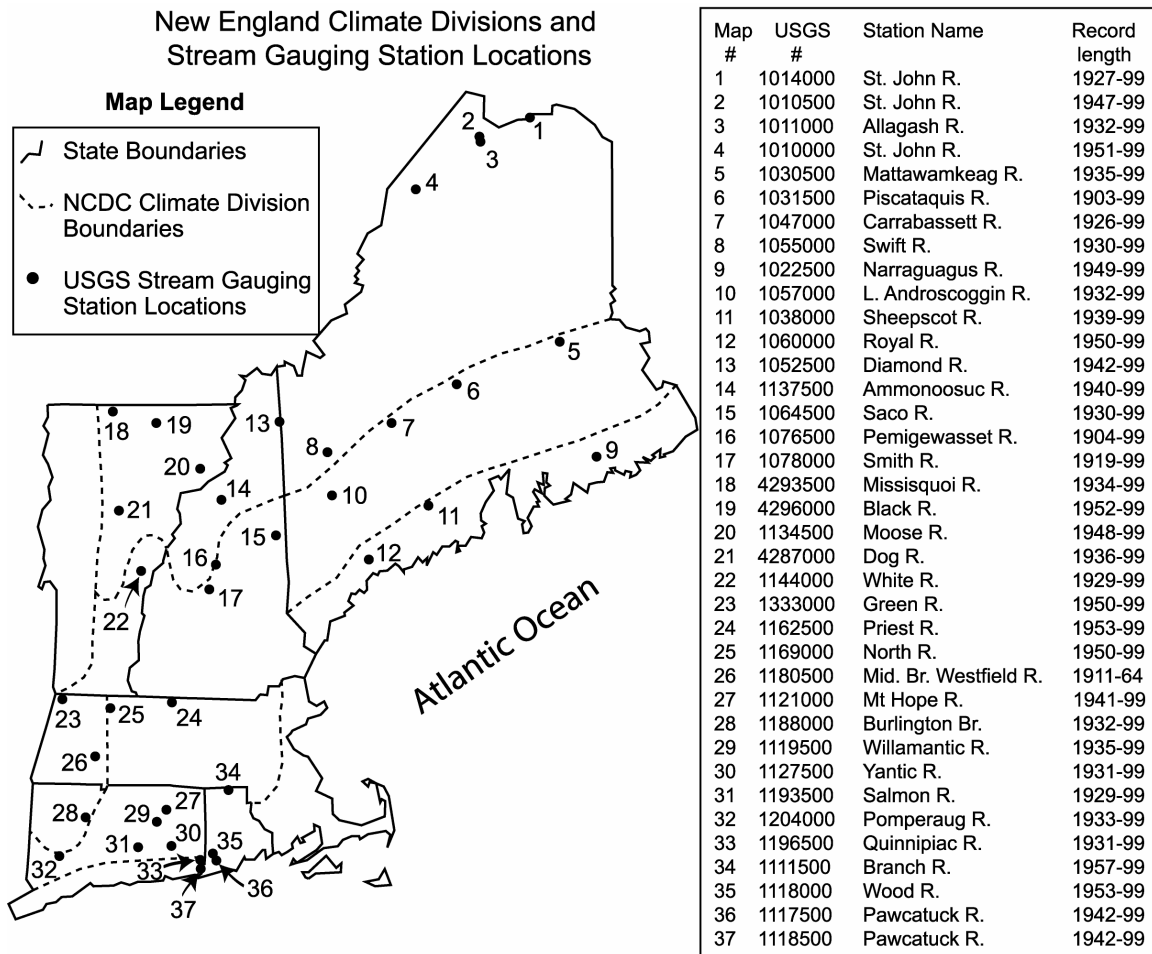 New England Climate Divisions and
Stream Gauging Station Locations
Map Legend
State Boundaries
NCDC Climate Division
Boundaries
USGS Stream Gauging
Station Locations
1
2
3
4
5
6
7
8
9
10
11
12
13
14
15
16
17
18
19
20
21
22
23
24
25
26
27
28
29
30
31
32
33
34
35
36
37
Atlantic Ocean
Map USGS Station Name Record
# # length
1 1014000 St. John R. 1927-99
2 1010500 St. John R. 1947-99
3 1011000 Allagash R. 1932-99
4 1010000 St. John R. 1951-99
5 1030500 Mattawamkeag R. 1935-99
6 1031500 Piscataquis R. 1903-99
7 1047000 Carrabassett R. 1926-99
8 1055000 Swift R. 1930-99
9 1022500 Narraguagus R. 1949-99
10 1057000 L. Androscoggin R. 1932-99
11 1038000 Sheepscot R. 1939-99
12 1060000 Royal R. 1950-99
13 1052500 Diamond R. 1942-99
14 1137500 Ammonoosuc R. 1940-99
15 1064500 Saco R. 1930-99
16 1076500 Pemigewasset R. 1904-99
17 1078000 Smith R. 1919-99
18 4293500 Missisquoi R. 1934-99
19 4296000 Black R. 1952-99
20 1134500 Moose R. 1948-99
21 4287000 Dog R. 1936-99
22 1144000 White R. 1929-99
23 1333000 Green R. 1950-99
24 1162500 Priest R. 1953-99
25 1169000 North R. 1950-99
26 1180500 Mid. Br. Westfield R. 1911-64
27 1121000 Mt Hope R. 1941-99
28 1188000 Burlington Br. 1932-99
29 1119500 Willamantic R. 1935-99
30 1127500 Yantic R. 1931-99
31 1193500 Salmon R. 1929-99
32 1204000 Pomperaug R. 1933-99
33 1196500 Quinnipiac R. 1931-99
34 1111500 Branch R. 1957-99
35 1118000 Wood R. 1953-99
36 1117500 Pawcatuck R. 1942-99
37 1118500 Pawcatuck R. 1942-99